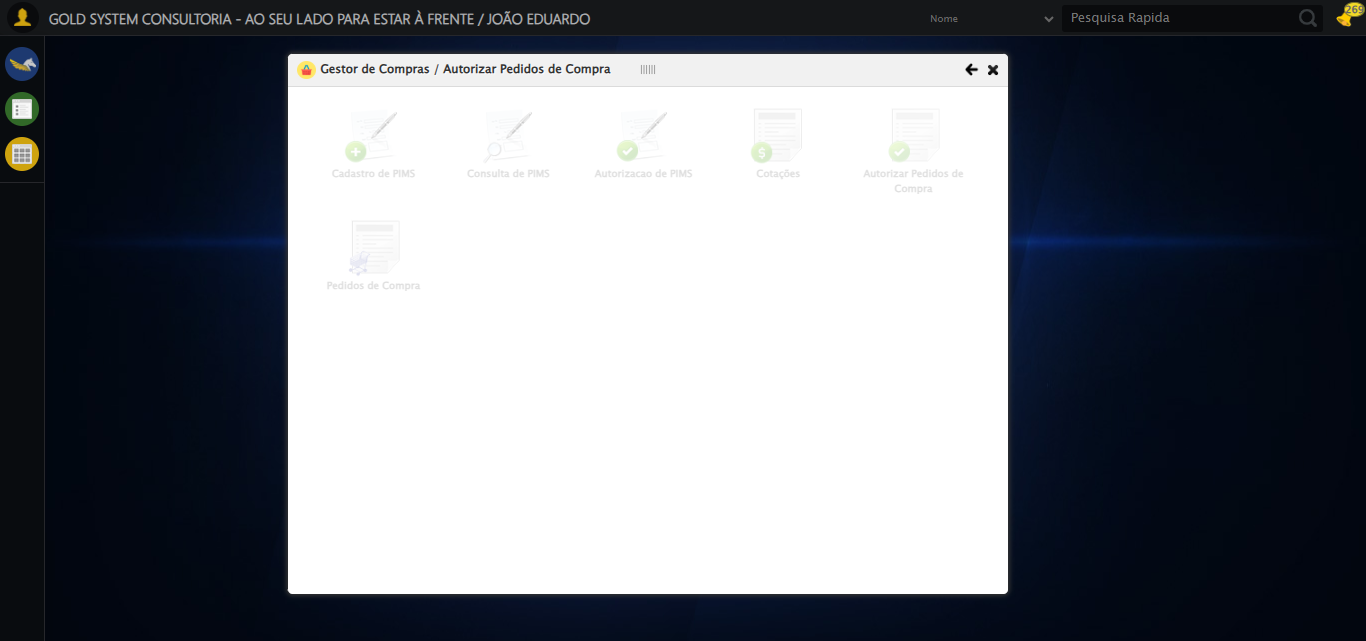 GOLD SYSTEM CONSULTORIA - AO SEU LADO PARA ESTAR À FRENTE / JOÃO EDUARDO
Nome
Pesquisa Rapida
269
Gestor de Compras / Autorizar Pedidos de Compra
Cadastro de PIMS
Consulta de PIMS
Autorizacao de PIMS
Cotações
Autorizar Pedidos de
Compra
Pedidos de Compra